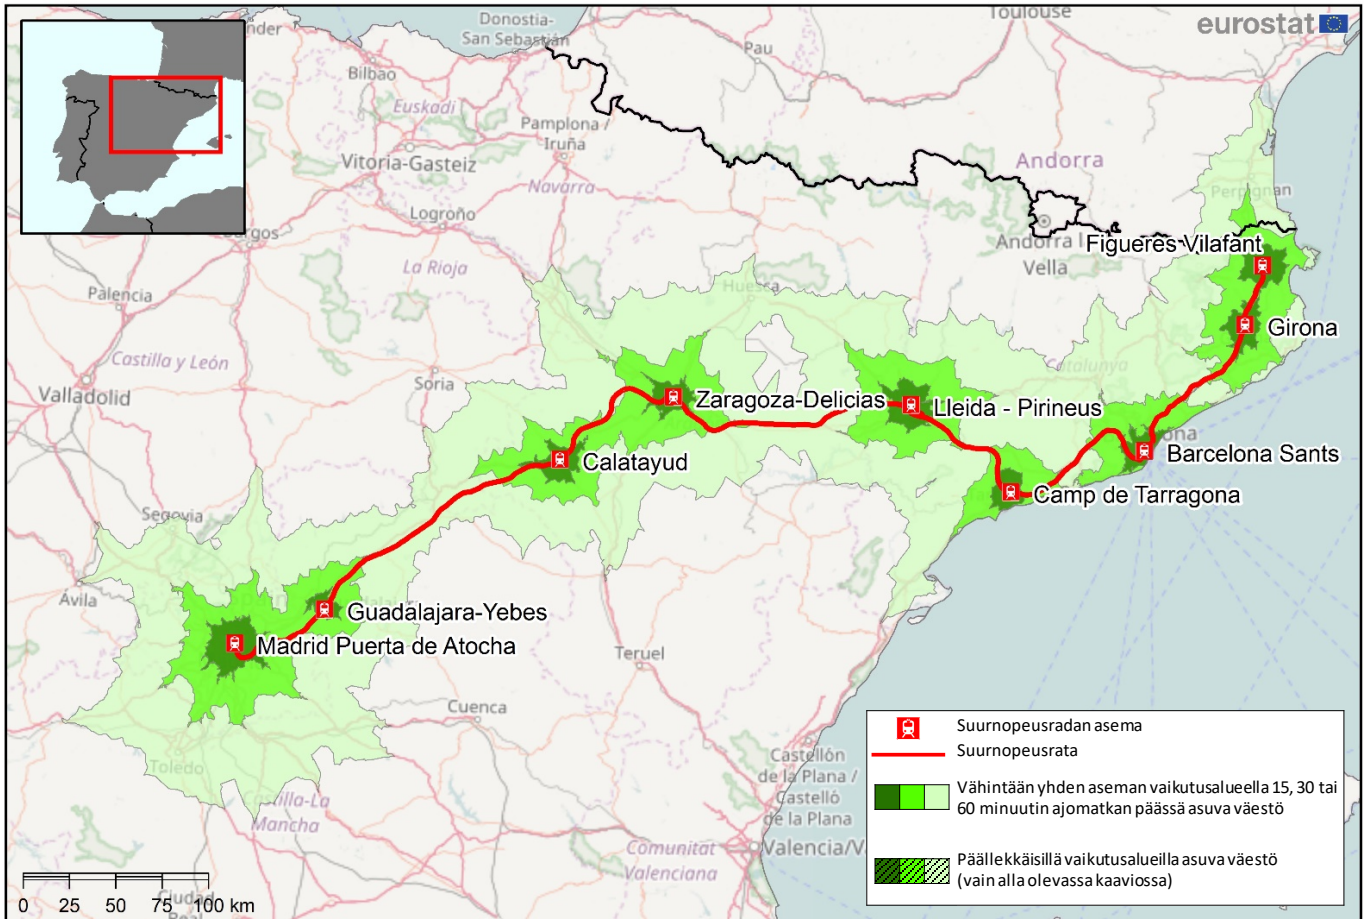 Toulouse
eurostat
Donostia-
San Sebastián
Pau
Bilbao
Euskadi
Pamplona /
Iruña
Vitoria-Gasteiz
Navarra
Andorra
Perpignan
Logroño
Andorra la
Vella
Figueres Vilafant
La Rioja
Huesca
Palencia
Girona
Castilla y León
Catalunya
Soria
Valladolid
Zaragoza-Delicias
Lleida - Pirineus
Barcelona Sants
Calatayud
Camp de Tarragona
Segovia
Ávila
Guadalajara-Yebes
Madrid Puerta de Atocha
Teruel
Cuenca
Suurnopeusradan asema
Suurnopeusrata
Castellón
de la Plana /
Castelló
de la Plana
Toledo
Vähintään yhden aseman vaikutusalueella 15, 30 tai
60 minuutin ajomatkan päässä asuva väestö
Castilla-La
Mancha
Comunitat
Valenciana
Valencia/V
Päällekkäisillä vaikutusalueilla asuva väestö
(vain alla olevassa kaaviossa)
Ciudad
Real
0 25 50 75 100 km